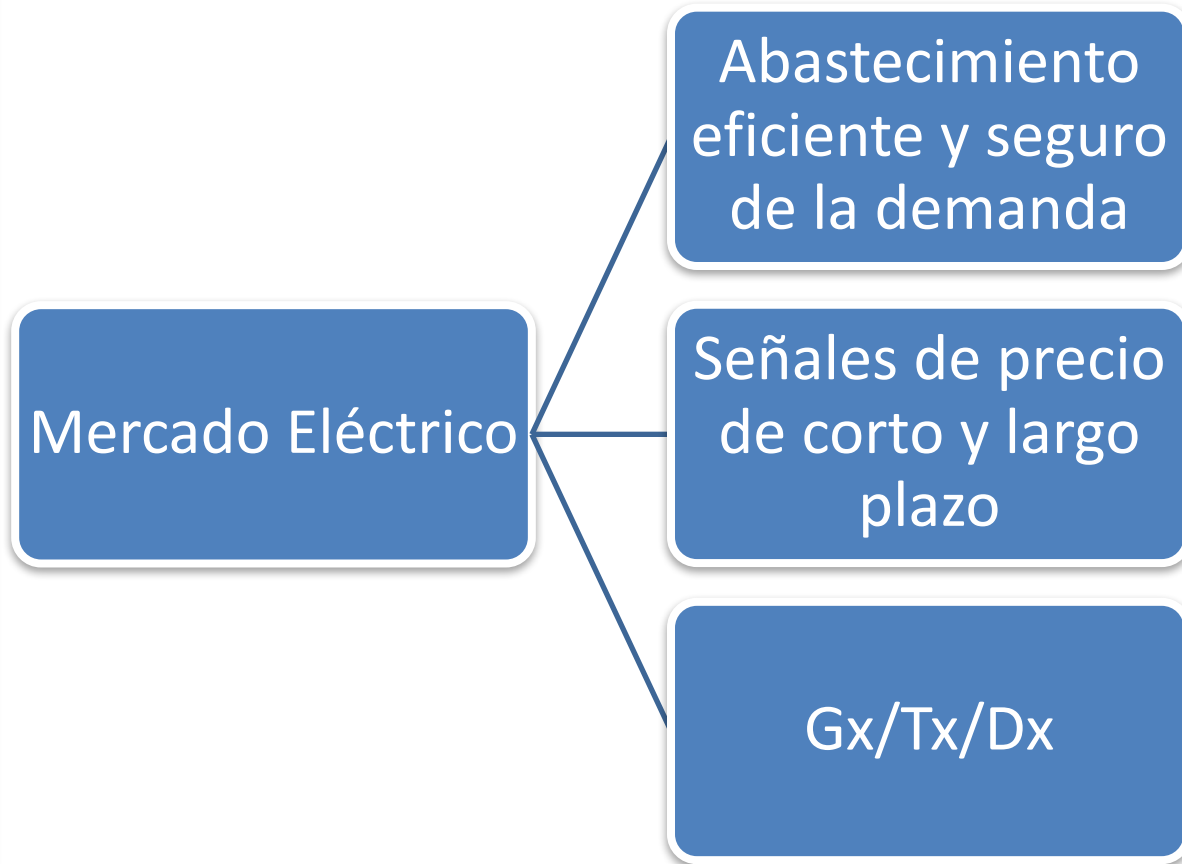 Mercado Eléctrico
Abastecimiento
eficiente y seguro
de la demanda
Señales de precio
de corto y largo
plazo
Gx/Tx/Dx